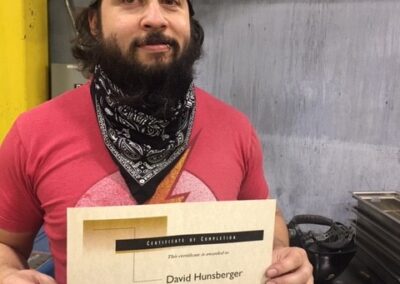 CERTIFICATE OF COMPLETION
This certificate is awarded to
David Hunsberger